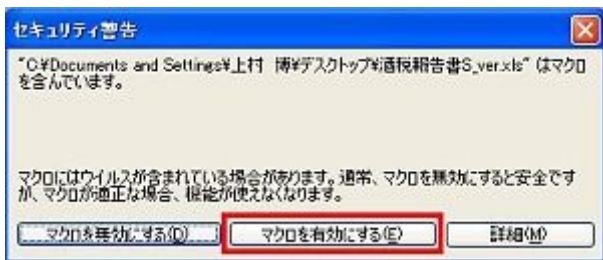 セキュリティ警告
"C:¥Documents and Settings¥上村 博¥デスクトップ¥酒税報告書S_ver.xls" はマクロ
を含んでいます。
マクロにはウイルスが含まれている場合があります。通常、マクロを無効にすると安全です
が、マクロが適正な場合、機能が使えなくなります。
マクロを無効にする(D)
マクロを有効にする(E)
詳細(M)